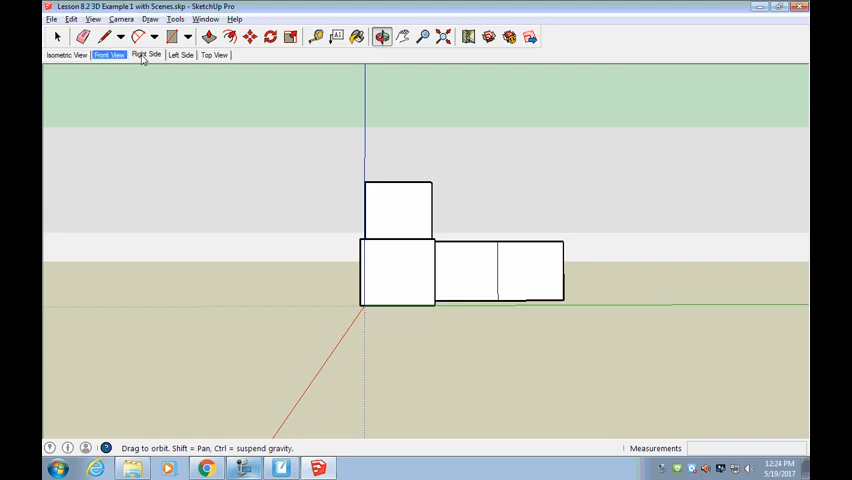 Lesson 8.2 3D Example 1 with Scenes.skp - SketchUp Pro
File Edit View Camera Draw Tools Window Help
A1
Isometric View Front View Right Side Left Side Top View
Drag to orbit. Shift = Pan, Ctrl = suspend gravity. Measurements
12:24 PM
5/19/2017